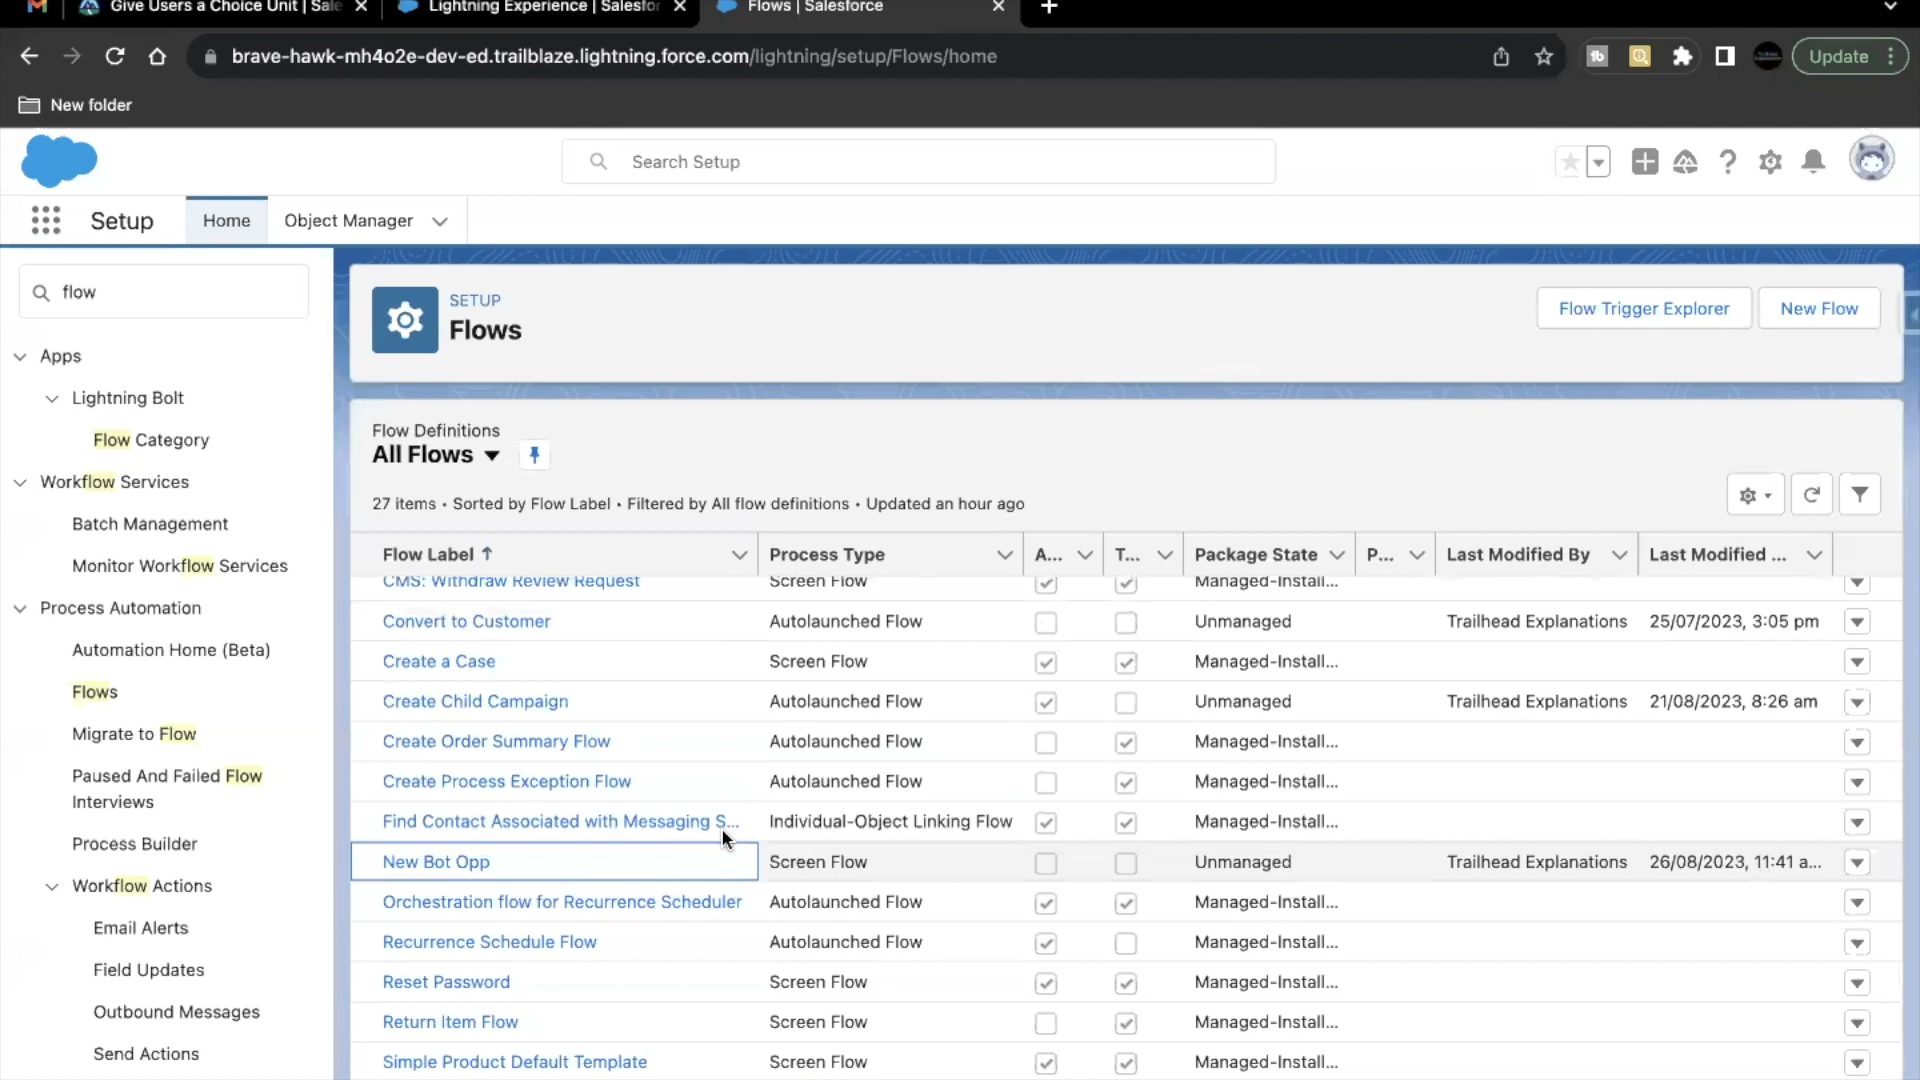 Give Users a Choice Unit | Sale
Lightning Experience | Salesfor
Flows | Salesforce
brave-hawk-mh4o2e-dev-ed.trailblaze.lightning.force.com/lightning/setup/Flows/home
Update
New folder
Search Setup
Setup
Home
Object Manager
flow
Apps
Lightning Bolt
Flow Category
Workflow Services
Batch Management
Monitor Workflow Services
Process Automation
Automation Home (Beta)
Flows
Migrate to Flow
Paused And Failed Flow
Interviews
Process Builder
Workflow Actions
Email Alerts
Field Updates
Outbound Messages
Send Actions
SETUP
Flows
Flow Trigger Explorer
New Flow
Flow Definitions
All Flows
27 items • Sorted by Flow Label • Filtered by All flow definitions • Updated an hour ago
Flow Label ↑ Process Type A... T... Package State P... Last Modified By Last Modified ...
CMS: Withdraw Review Request Screen Flow Managed-Install...
Convert to Customer Autolaunched Flow Unmanaged Trailhead Explanations 25/07/2023, 3:05 pm
Create a Case Screen Flow Managed-Install...
Create Child Campaign Autolaunched Flow Unmanaged Trailhead Explanations 21/08/2023, 8:26 am
Create Order Summary Flow Autolaunched Flow Managed-Install...
Create Process Exception Flow Autolaunched Flow Managed-Install...
Find Contact Associated with Messaging S... Individual-Object Linking Flow Managed-Install...
New Bot Opp Screen Flow Unmanaged Trailhead Explanations 26/08/2023, 11:41 a...
Orchestration flow for Recurrence Scheduler Autolaunched Flow Managed-Install...
Recurrence Schedule Flow Autolaunched Flow Managed-Install...
Reset Password Screen Flow Managed-Install...
Return Item Flow Screen Flow Managed-Install...
Simple Product Default Template Screen Flow Managed-Install...